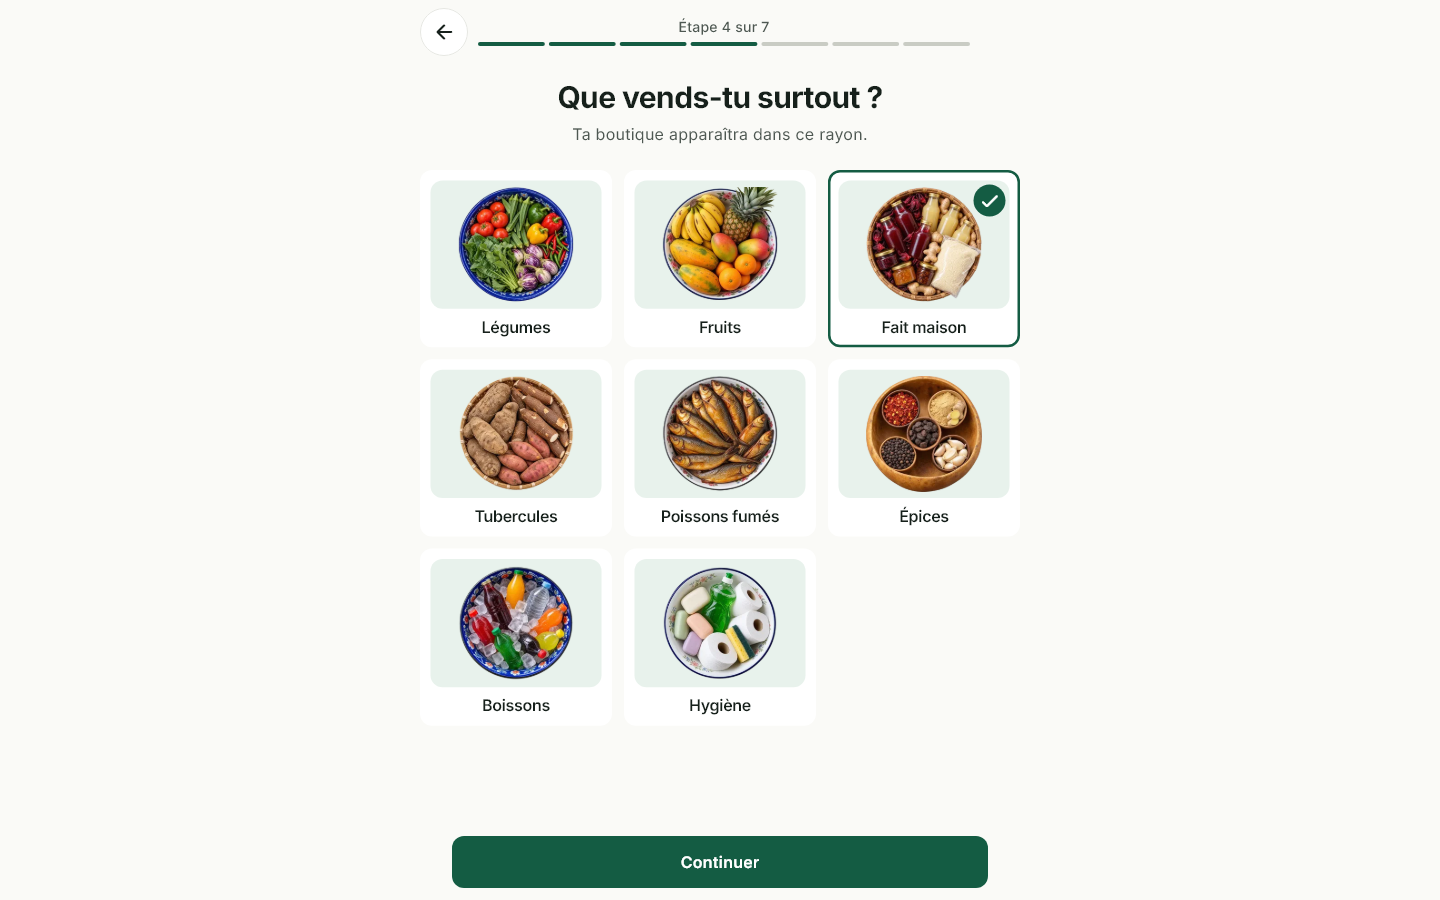 Étape 4 sur 7
Que vends-tu surtout ?
Ta boutique apparaîtra dans ce rayon.
Légumes
Fruits
Fait maison
Tubercules
Poissons fumés
Épices
Boissons
Hygiène
Continuer